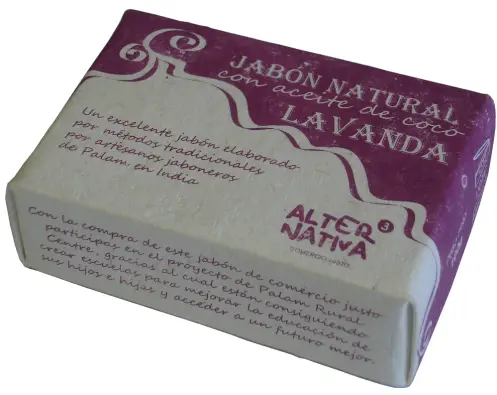 JABÓN NATURAL
con aceite de coco
LAVANDA
Un excelente jabón elaborado
por métodos tradicionales
por artesanos jaboneros
de Palam, en India
ALTER 3
NATIVA
COMERCIO JUSTO
Con la compra de este jabón de comercio justo
participas en el proyecto de Palam Rural
Centre, gracias al cual están consiguiendo
crear escuelas para mejorar la educación de
sus hijos e hijas y acceder a un futuro mejor.